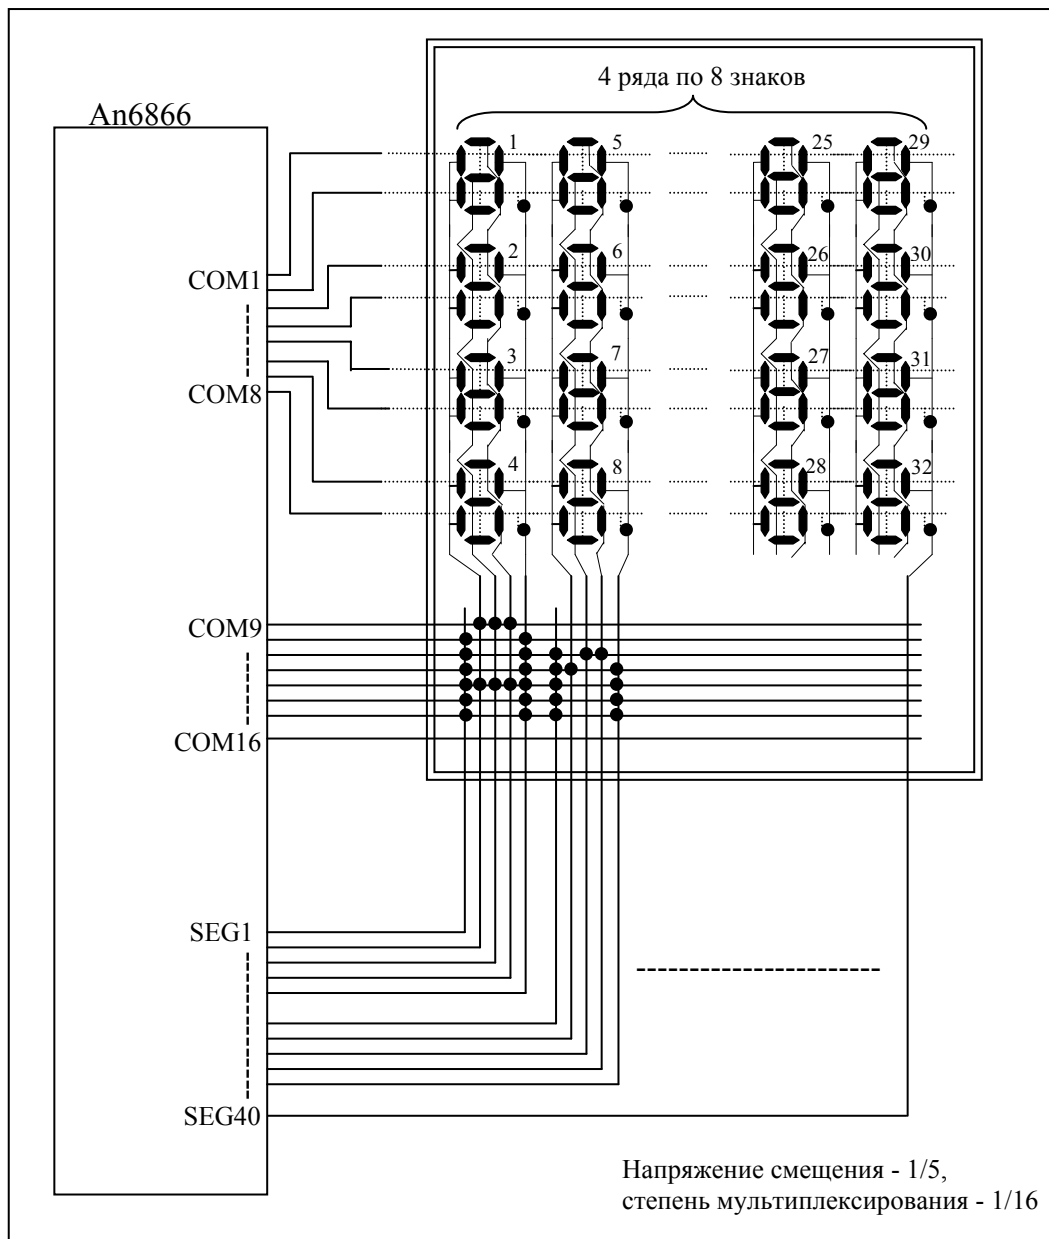 4 ряда по 8 знаков
An6866
1 5 25 29
2 6 26 30
COM1
3 7 27 31
COM8
4 8 28 32
COM9
COM16
SEG1
SEG40
Напряжение смещения - 1/5,
степень мультиплексирования - 1/16